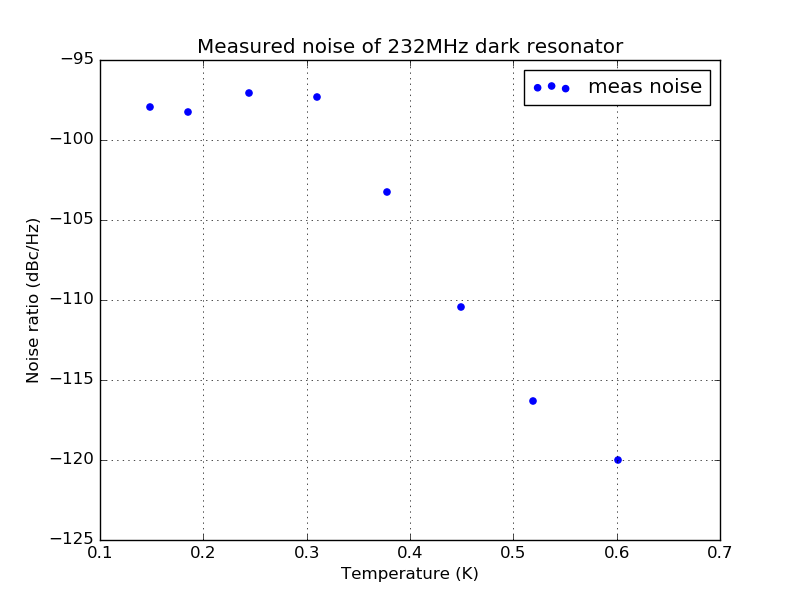 Measured noise of 232MHz dark resonator
−95
meas noise
−100
−105
−110
−115
−120
−125
Noise ratio (dBc/Hz)
0.1 0.2 0.3 0.4 0.5 0.6 0.7
Temperature (K)